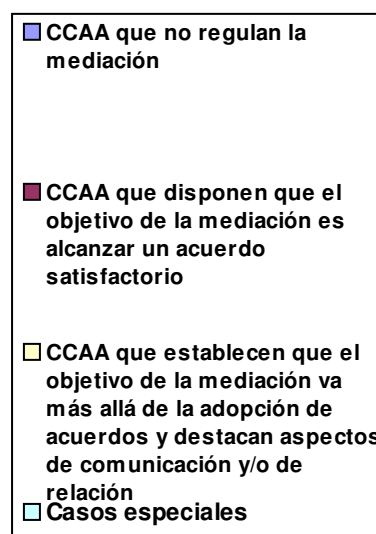 CCAA que no regulan la
mediación
CCAA que disponen que el
objetivo de la mediación es
alcanzar un acuerdo
satisfactorio
CCAA que establecen que el
objetivo de la mediación va
más allá de la adopción de
acuerdos y destacan aspectos
de comunicación y/o de
relación
Casos especiales